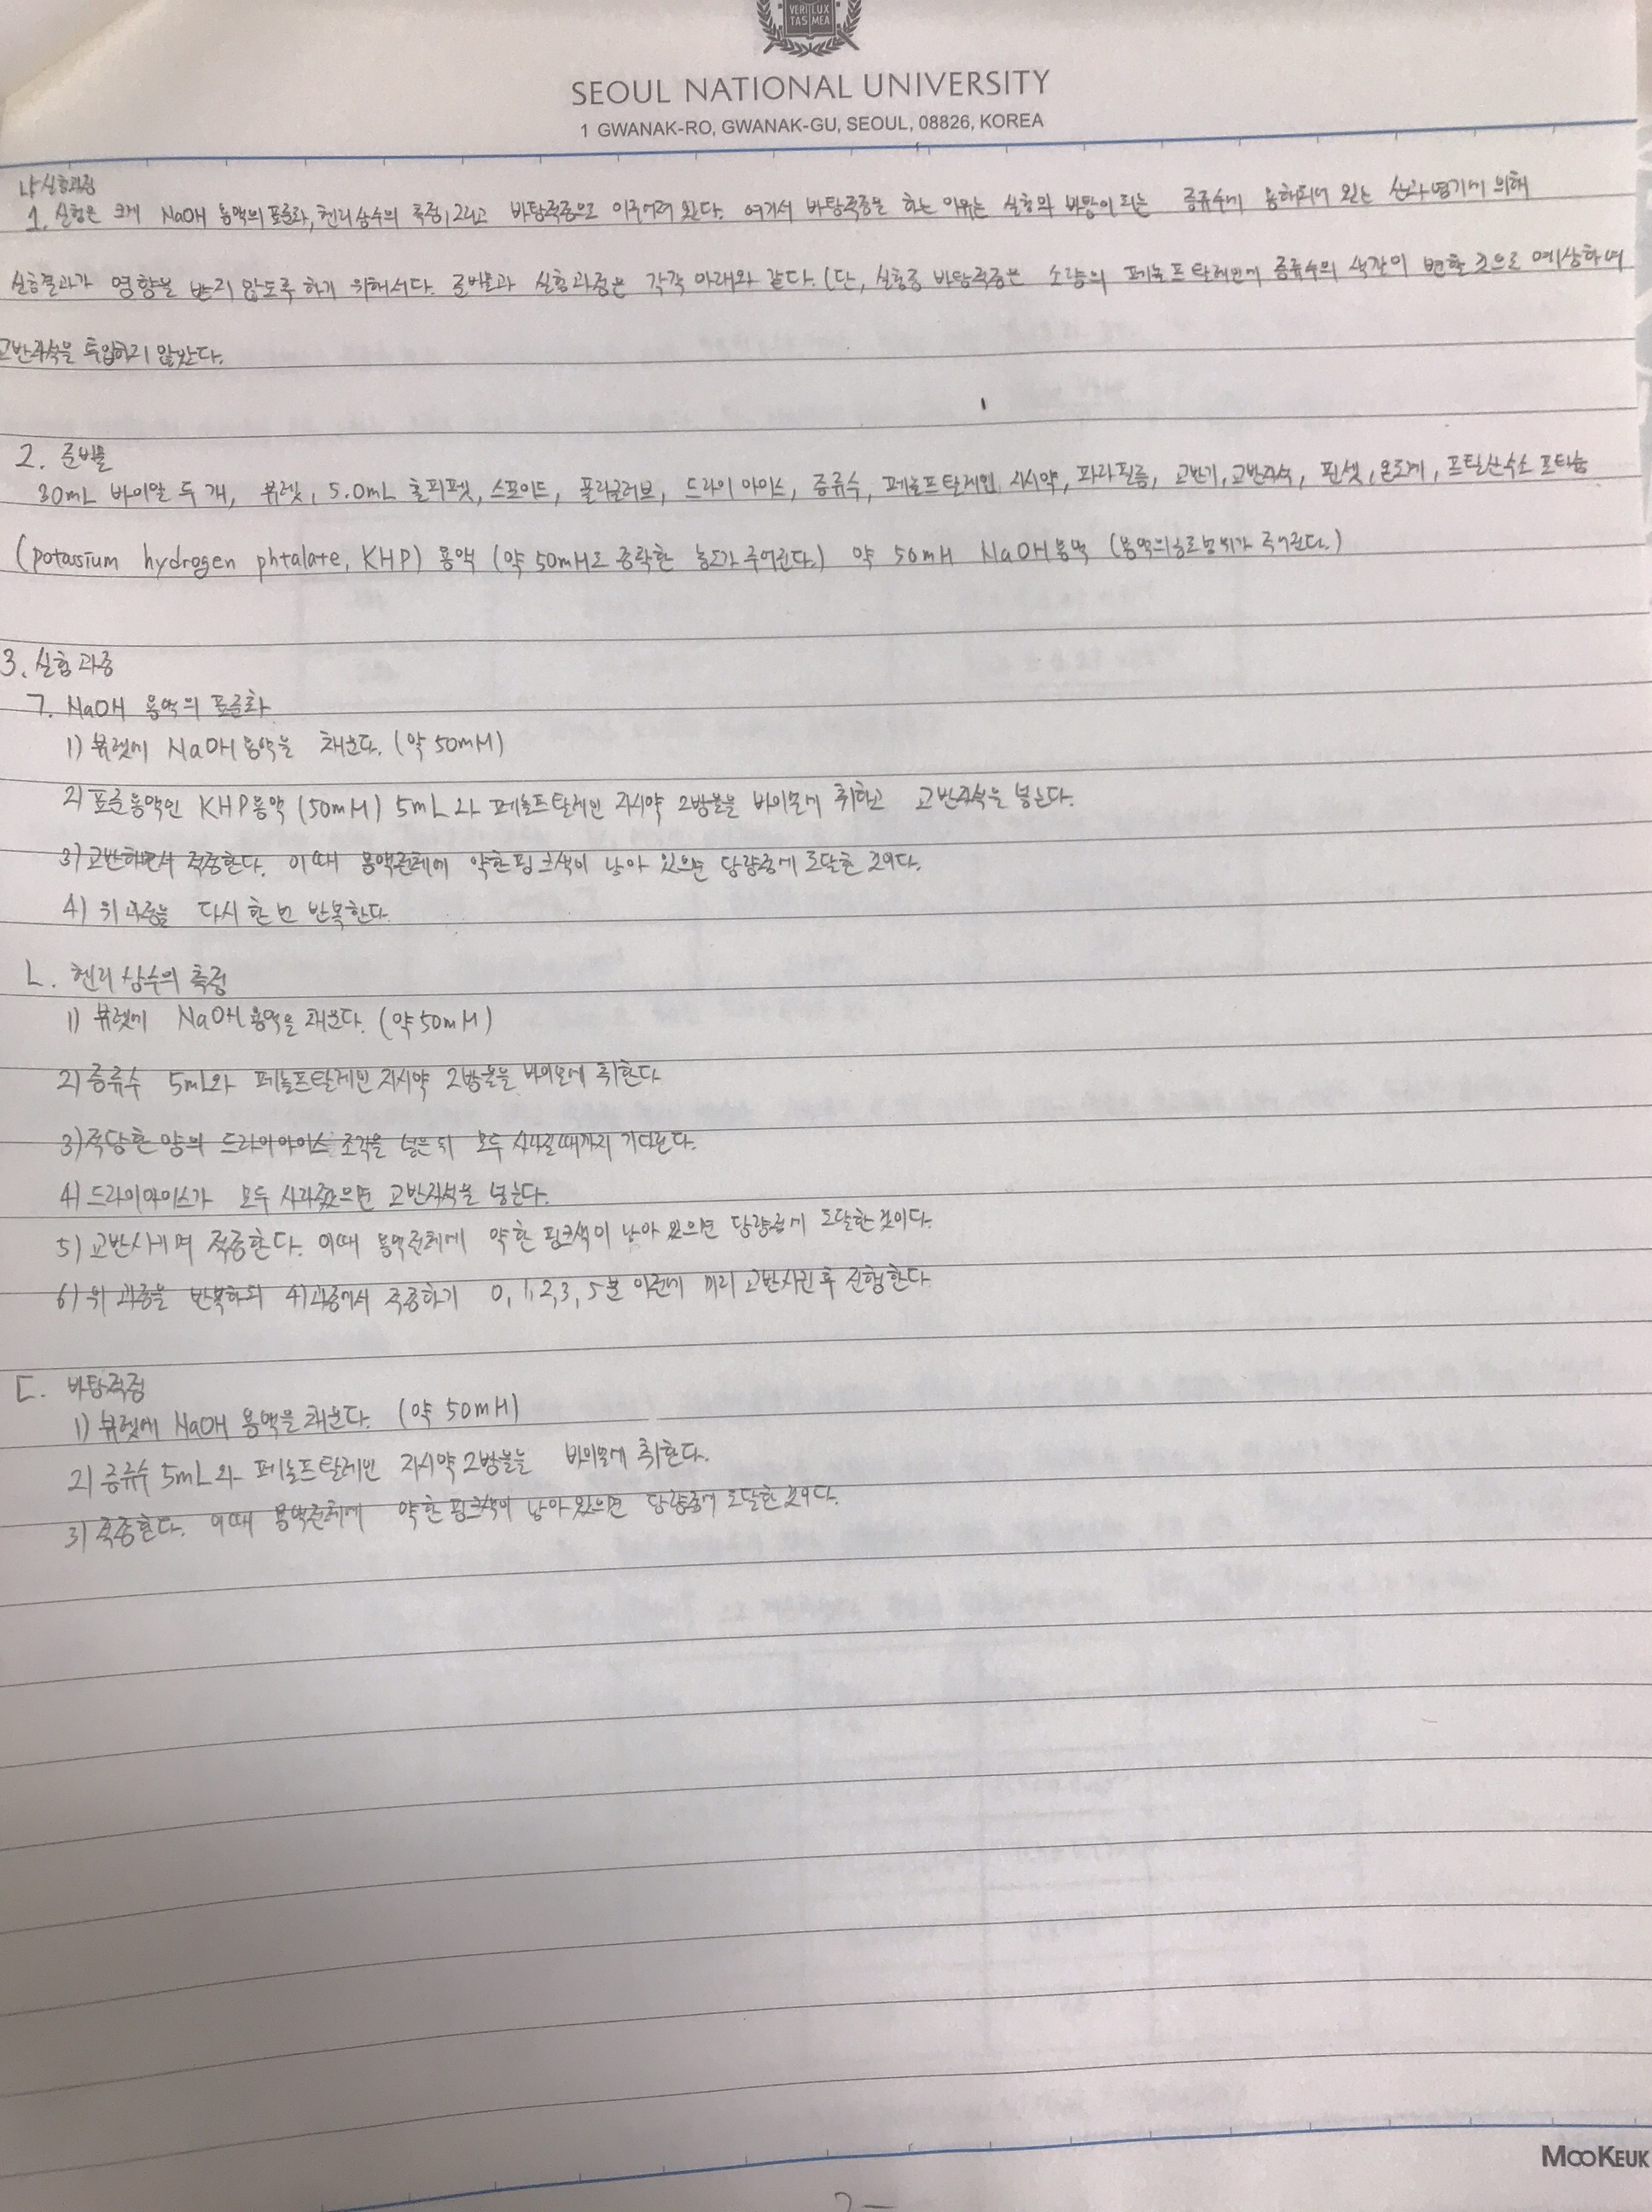 VERI LUX
TAS MEA
SEOUL NATIONAL UNIVERSITY
1 GWANAK-RO, GWANAK-GU, SEOUL, 08826, KOREA
나. 실험과정
1. 실험은 크게 NaOH 용액의 표준화, 헨리상수의 측정, 그리고 바탕적정으로 이루어져 있다. 여기서 바탕적정을 하는 이유는 실험의 바탕이 되는 증류수에 용해되어 있는 산과 염기에 의해
실험결과가 영향을 받지 않도록 하기 위해서다. 준비물과 실험과정은 각각 아래와 같다. (단, 실험중 바탕적정은 소량의 페놀프탈레인에 증류수의 색깔이 변할 것으로 예상하여
교반자석을 투입하지 않았다.
2. 준비물
30mL 바이알 두 개, 뷰렛, 5.0mL 홀피펫, 스포이드, 폴리글러브, 드라이 아이스, 증류수, 페놀프탈레인 지시약, 파라필름, 교반기, 교반자석, 핀셋, 온도계, 프탈산수소 포타슘
(potassium hydrogen phtalate, KHP) 용액 (약 50mM로 정확한 농도가 주어진다.) 약 50mM NaOH 용액 (용액의 농도범위가 주어진다.)
3. 실험 과정
ㄱ. NaOH 용액의 표준화
1) 뷰렛에 NaOH 용액을 채운다. (약 50mM)
2) 표준용액인 KHP용액 (50mM) 5mL와 페놀프탈레인 지시약 2방울을 바이알에 취하고 교반자석을 넣는다.
3) 교반하면서 적정한다. 이때 용액전체에 약한 핑크색이 남아 있으면 당량점에 도달한 것이다.
4) 위 과정을 다시 한 번 반복한다.
ㄴ. 헨리 상수의 측정
1) 뷰렛에 NaOH 용액을 채운다. (약 50mM)
2) 증류수 5mL와 페놀프탈레인 지시약 2방울을 바이알에 취한다
3) 적당한 양의 드라이아이스 조각을 넣은 뒤 모두 사라질때까지 기다린다.
4) 드라이아이스가 모두 사라졌으면 교반자석을 넣는다.
5) 교반시키며 적정한다. 이때 용액전체에 약한 핑크색이 남아 있으면 당량점에 도달한 것이다.
6) 위 과정을 반복하되 4)과정에서 적정하기 0, 1, 2, 3, 5분 이전에 미리 교반시킨 후 진행한다
ㄷ. 바탕적정
1) 뷰렛에 NaOH 용액을 채운다. (약 50mM)
2) 증류수 5mL와 페놀프탈레인 지시약 2방울을 바이알에 취한다.
3) 적정한다. 이때 용액전체에 약한 핑크색이 남아있으면 당량점에 도달한 것이다.
MOOKEUK